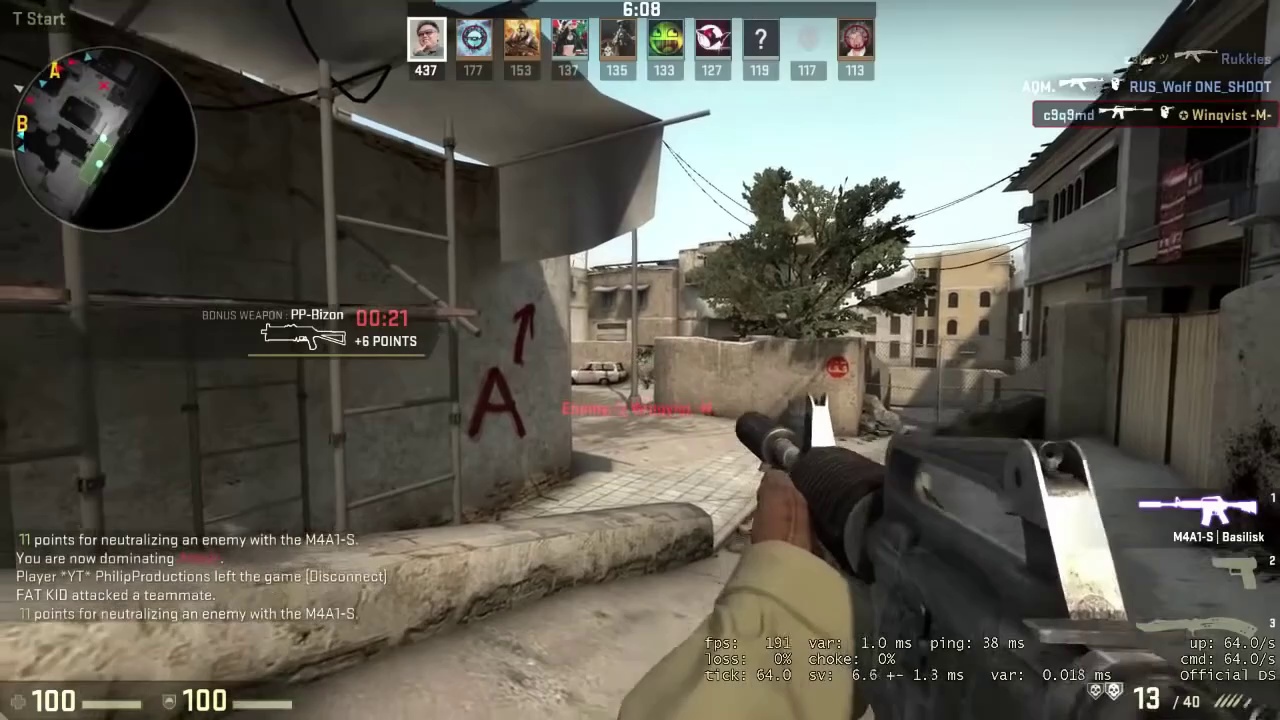 T Start
6:08
437 177 153 137 135 133 127 ? 119 117 113
A
B
Rukkies
AQM. RUS_Wolf ONE_SHOOT
c9q9md Winqvist -M-
BONUS WEAPON : PP-Bizon 00:21
+6 POINTS
A
M4A1-S | Basilisk
1
2
3
11 points for neutralizing an enemy with the M4A1-S.
You are now dominating
Player *YT* PhilipProductions left the game (Disconnect)
FAT KID attacked a teammate.
11 points for neutralizing an enemy with the M4A1-S.
fps: 191 var: 1.0 ms ping: 38 ms
loss: 0% choke: 0%
tick: 64.0 sv: 6.6 +- 1.3 ms var: 0.018 ms
up: 64.0/s
cmd: 64.0/s
Official DS
100 100
13 / 40